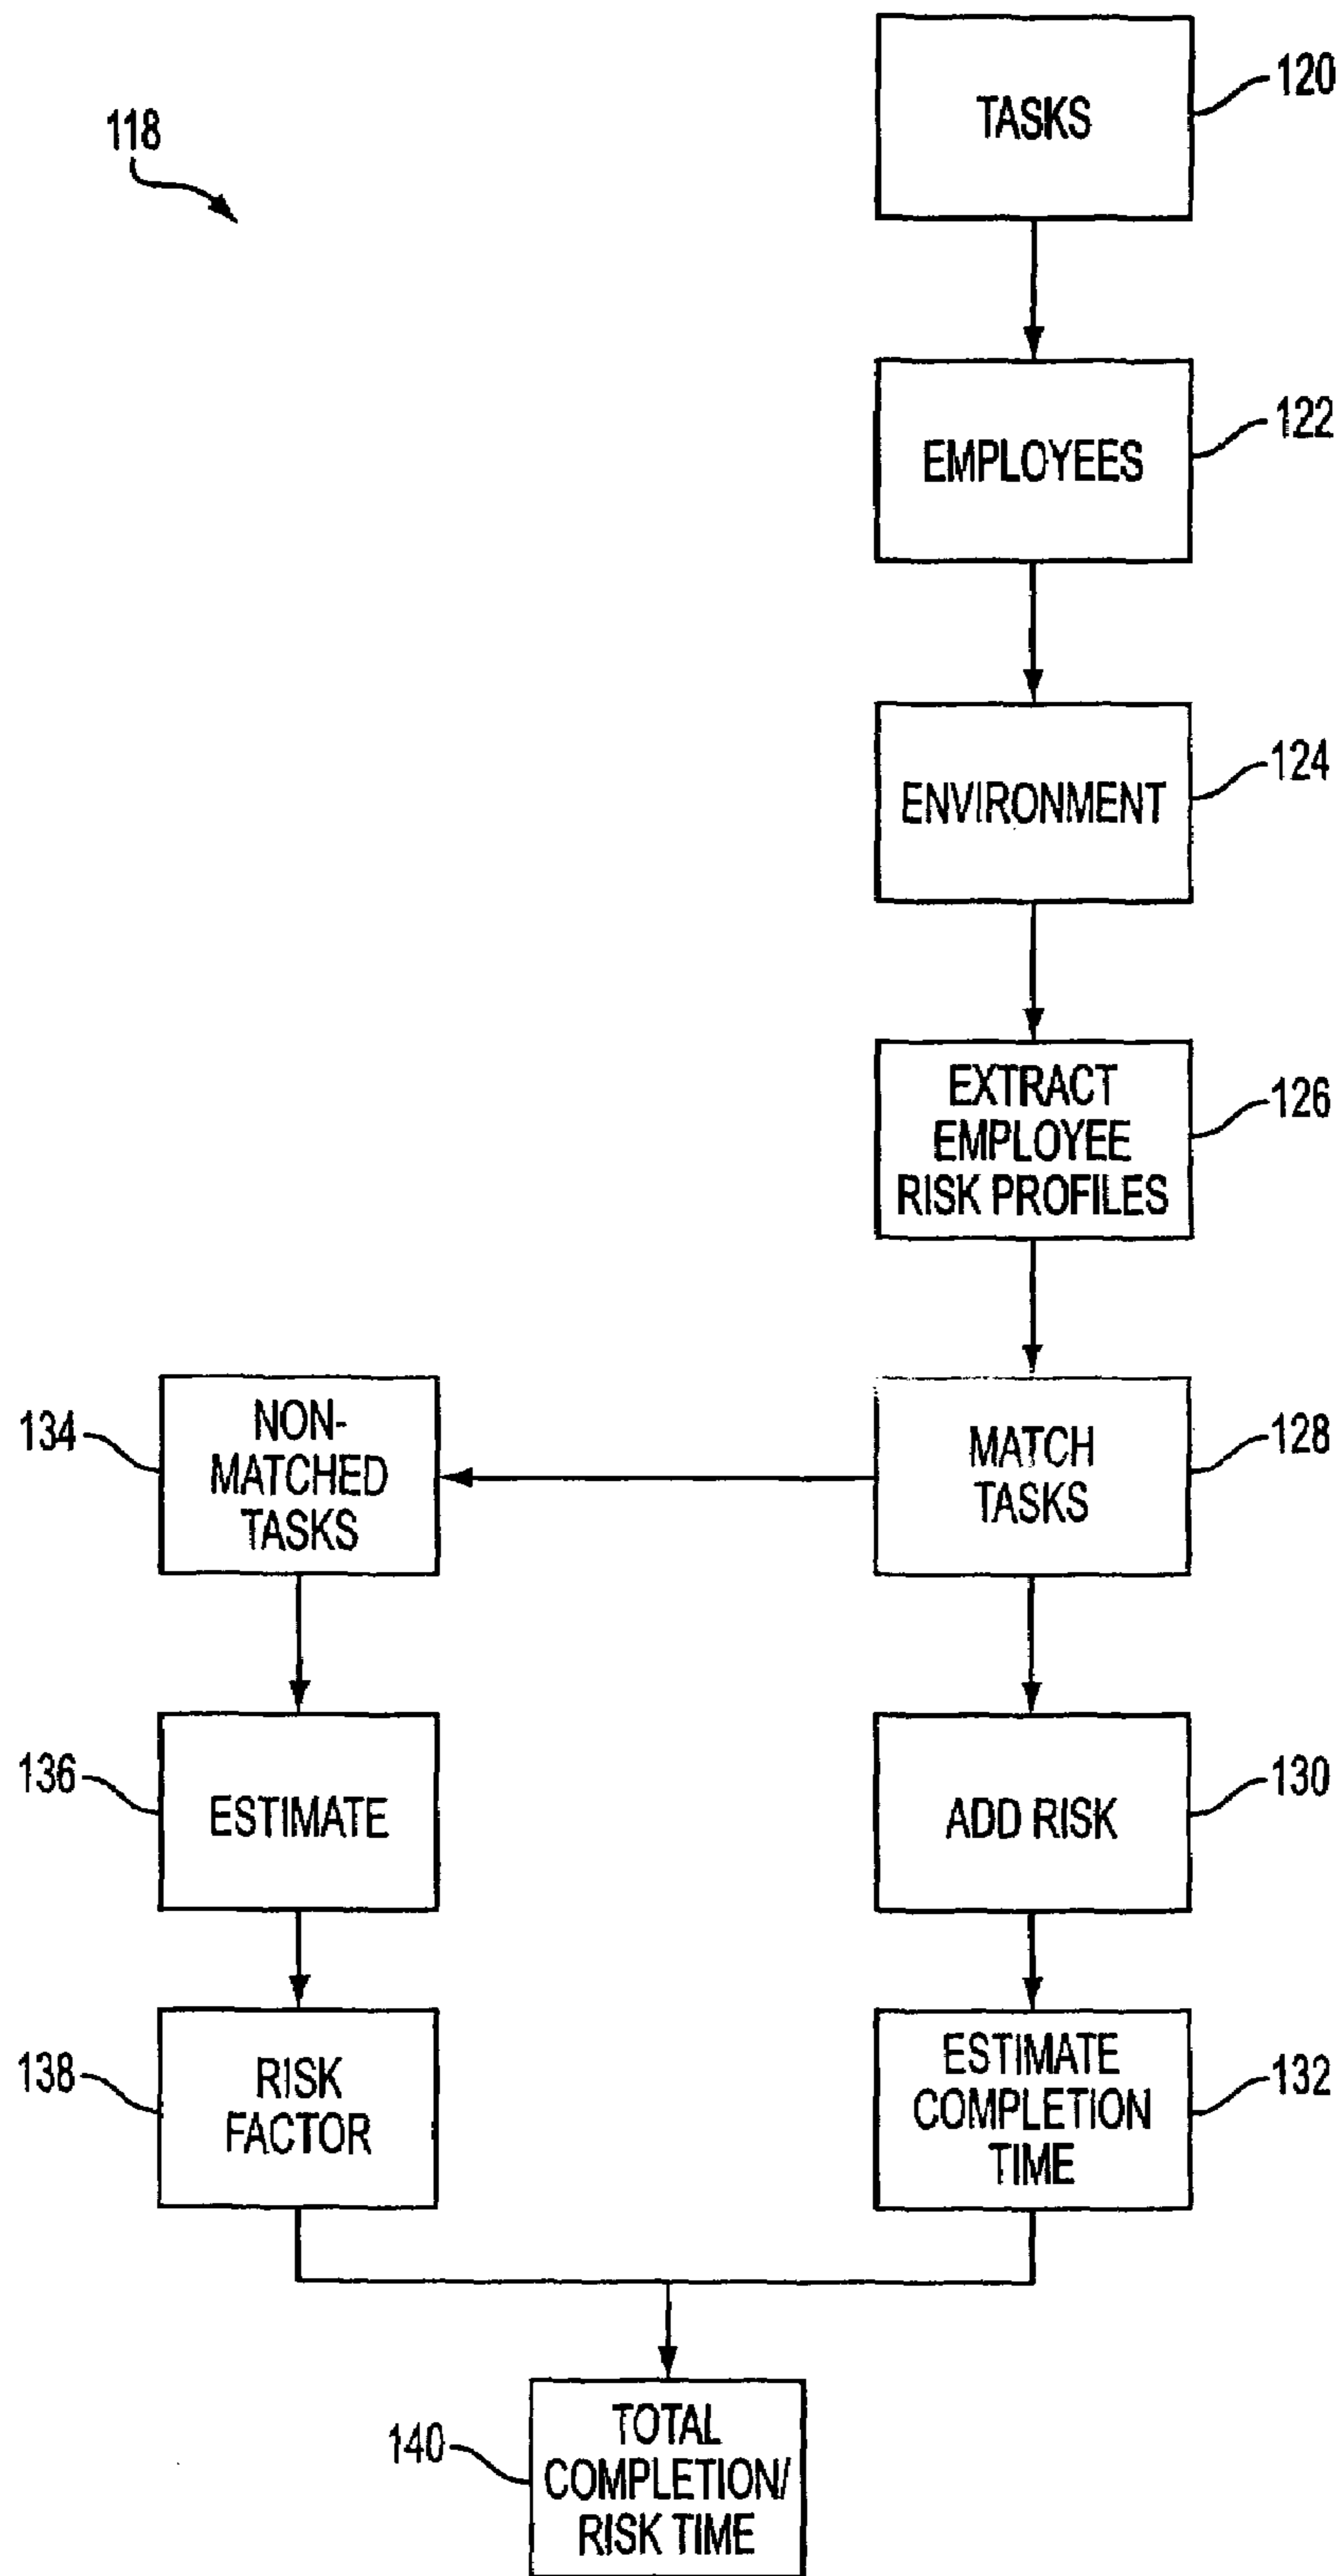 118
TASKS
120
EMPLOYEES
122
ENVIRONMENT
124
EXTRACT
EMPLOYEE
RISK PROFILES
126
134
NON-
MATCHED
TASKS
MATCH
TASKS
128
136
ESTIMATE
ADD RISK
130
138
RISK
FACTOR
ESTIMATE
COMPLETION
TIME
132
140
TOTAL
COMPLETION/
RISK TIME